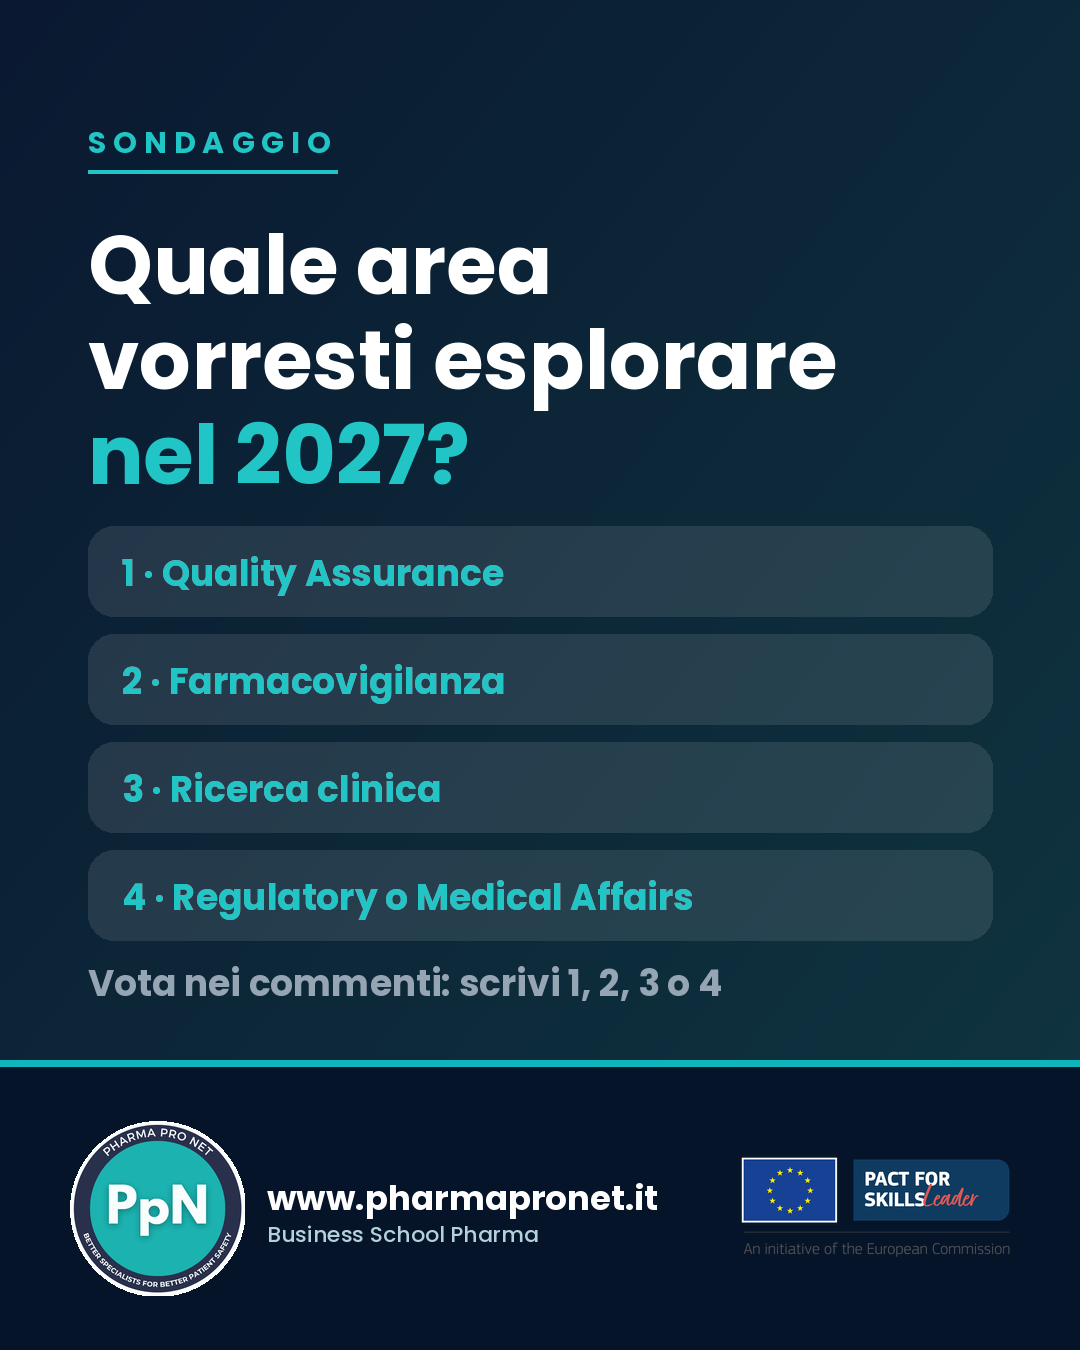 SONDAGGIO
Quale area
vorresti esplorare
nel 2027?
1 · Quality Assurance
2 · Farmacovigilanza
3 · Ricerca clinica
4 · Regulatory o Medical Affairs
Vota nei commenti: scrivi 1, 2, 3 o 4
PHARMA PRO NET
PpN
BETTER SPECIALISTS FOR BETTER PATIENT SAFETY
www.pharmapronet.it
Business School Pharma
PACT FOR
SKILLS Leader
An initiative of the European Commission